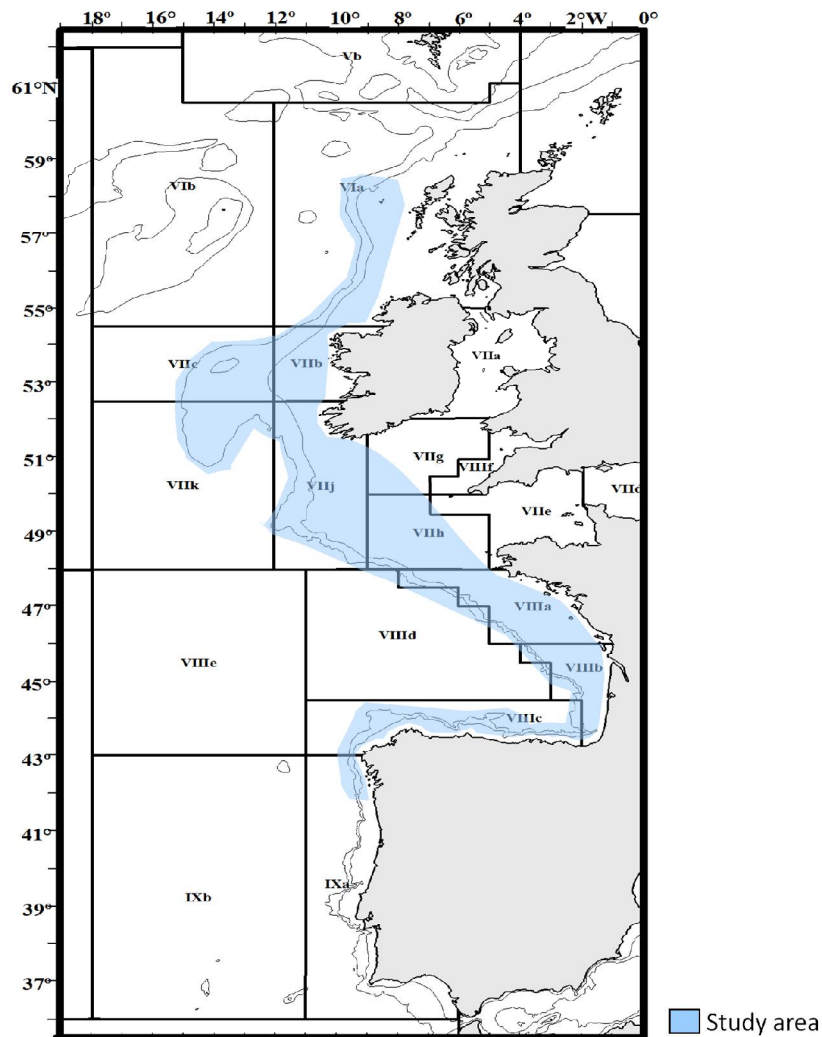 18° 16° 14° 12° 10° 8° 6° 4° 2°W 0°
Vb
61°N
59°
VIb VIa
57°
55°
VIIc VIIb VIIa
53°
VIIg VIIIf
51°
VIIk VIIj VIIe VIId
49°
VIIh
47°
VIIIa
VIIIe VIIId VIIIb
45°
VIIIc
43°
41°
IXb IXa
39°
37°
Study area